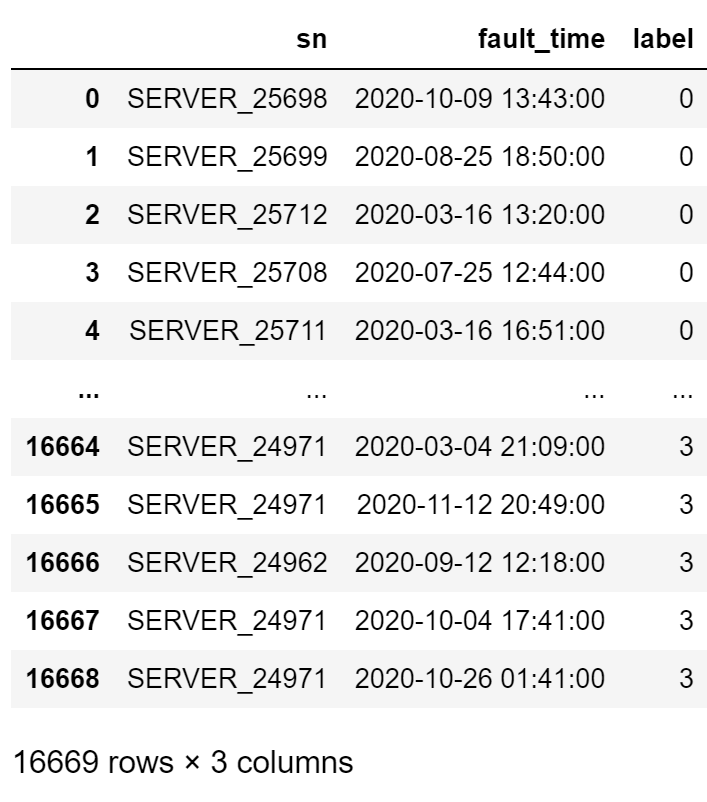 sn fault_time label
0 SERVER_25698 2020-10-09 13:43:00 0
1 SERVER_25699 2020-08-25 18:50:00 0
2 SERVER_25712 2020-03-16 13:20:00 0
3 SERVER_25708 2020-07-25 12:44:00 0
4 SERVER_25711 2020-03-16 16:51:00 0
... ... ... ...
16664 SERVER_24971 2020-03-04 21:09:00 3
16665 SERVER_24971 2020-11-12 20:49:00 3
16666 SERVER_24962 2020-09-12 12:18:00 3
16667 SERVER_24971 2020-10-04 17:41:00 3
16668 SERVER_24971 2020-10-26 01:41:00 3
16669 rows × 3 columns